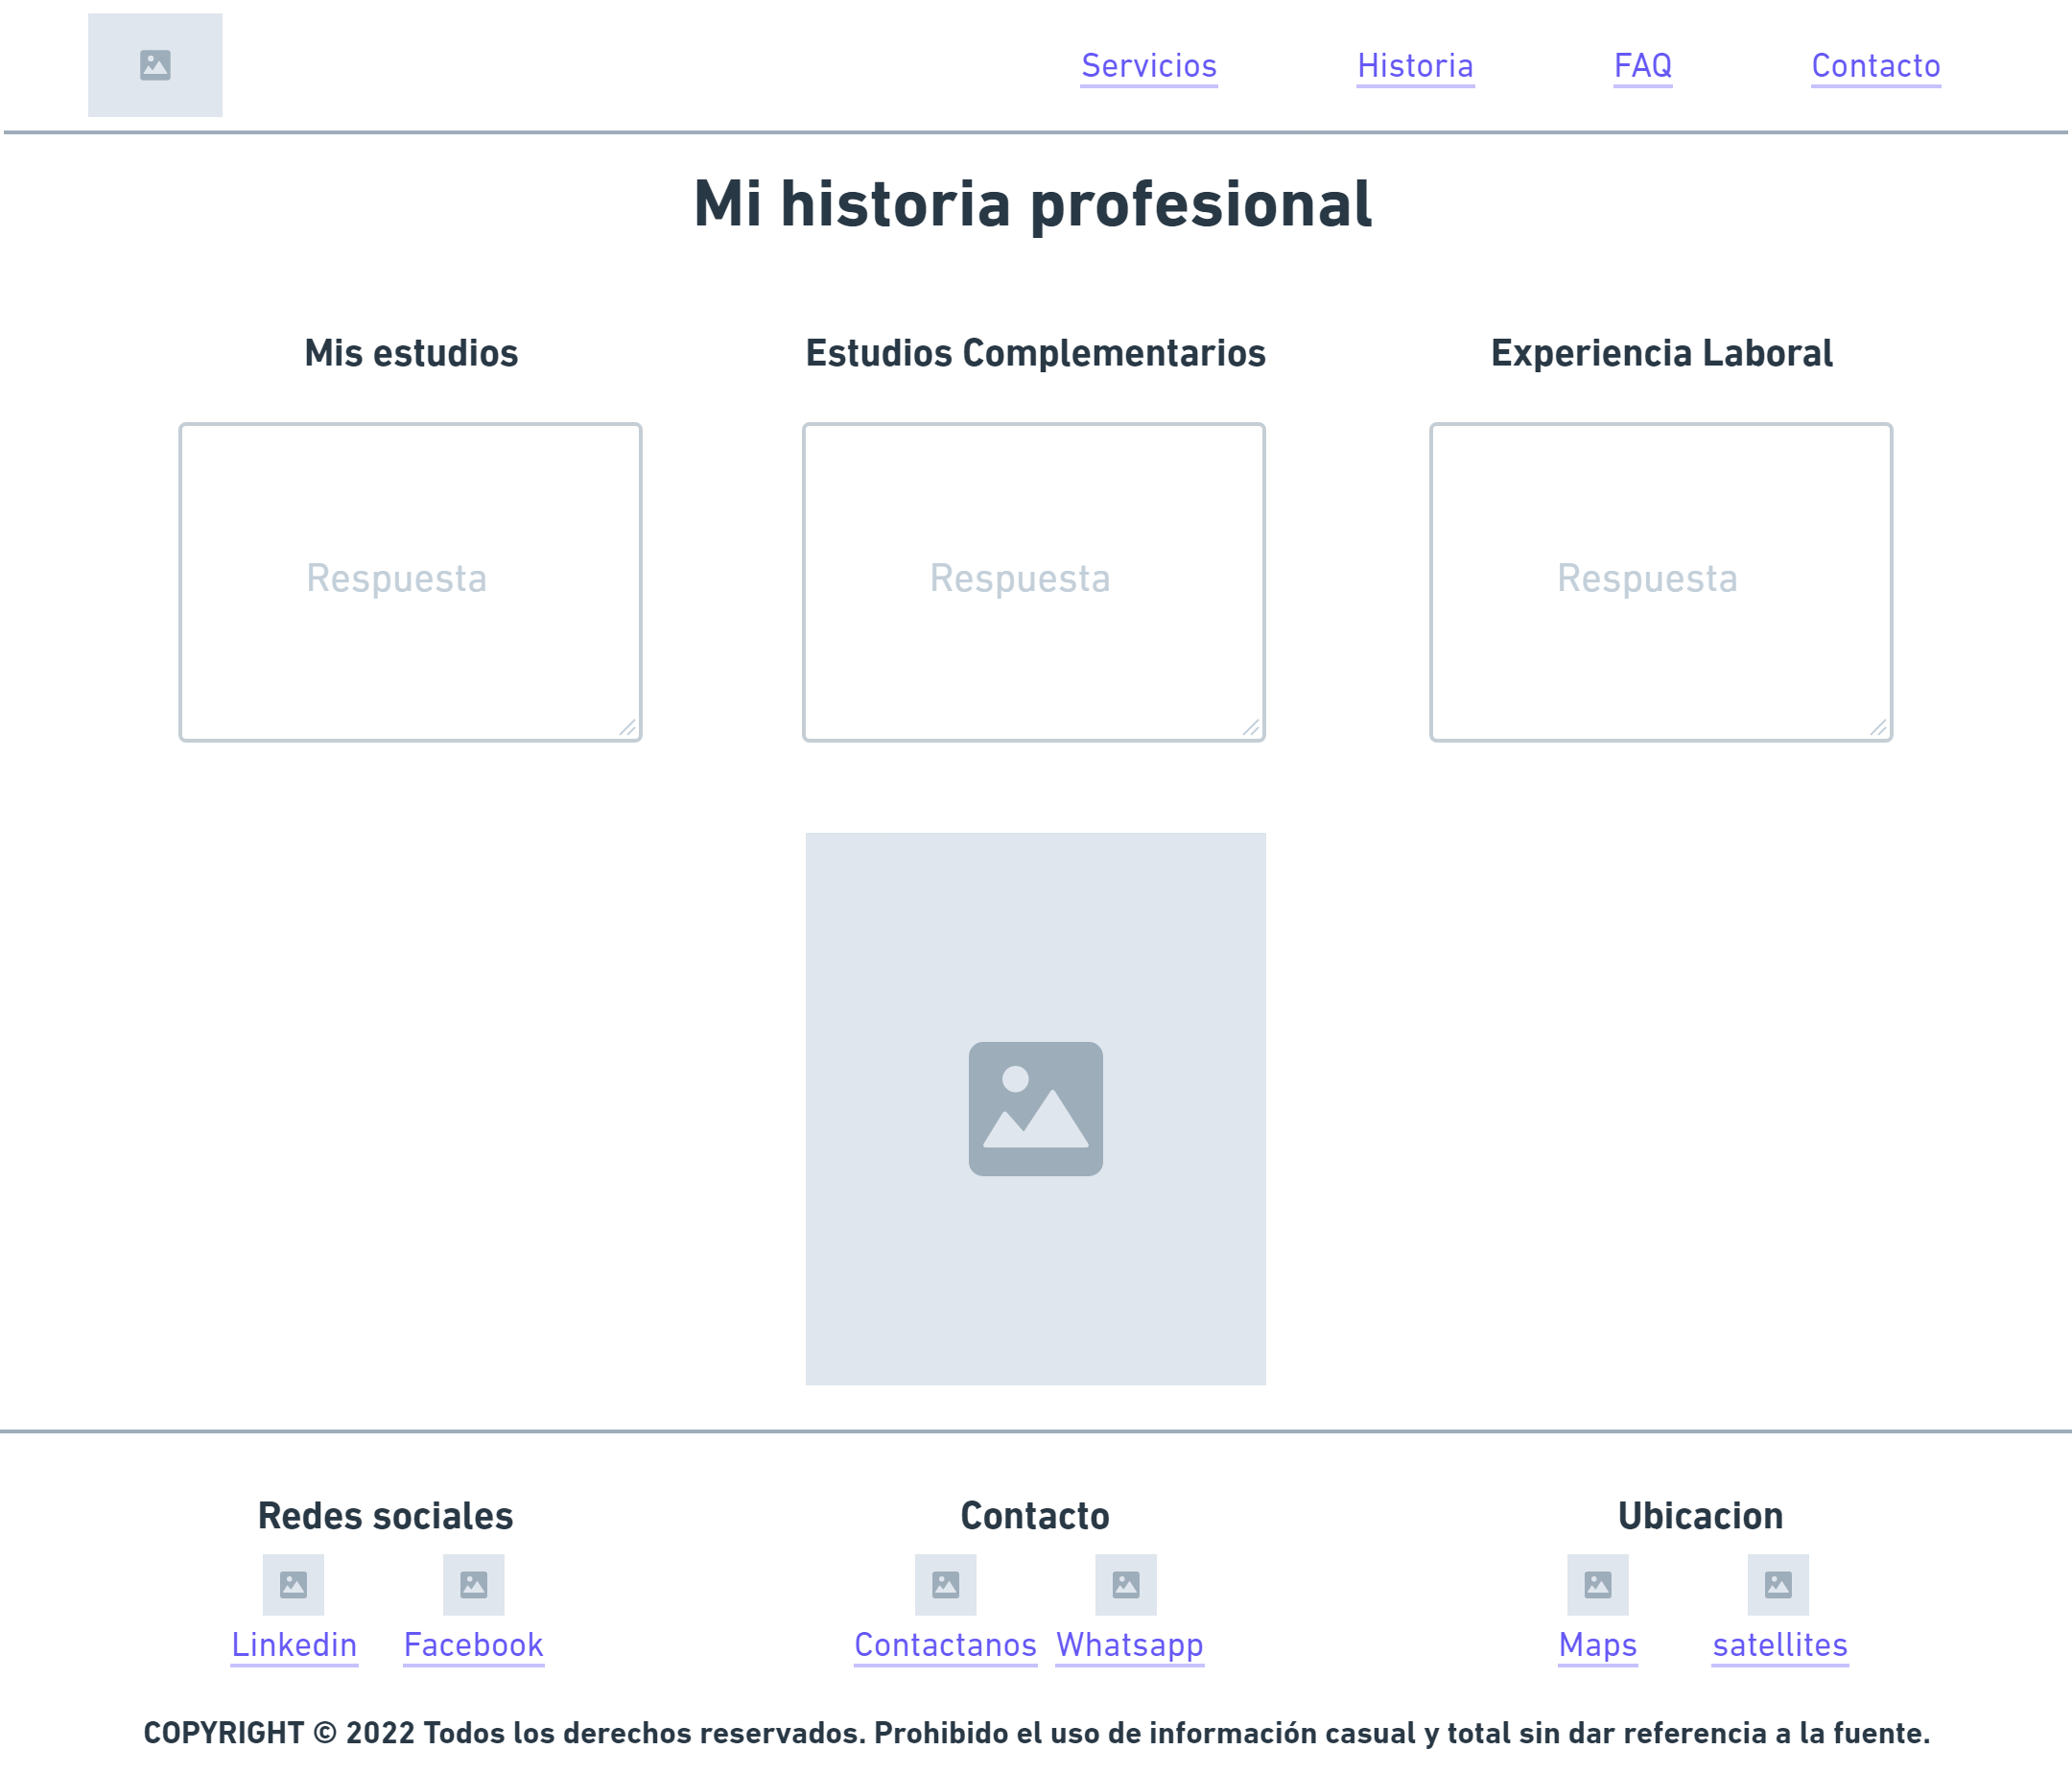 Servicios Historia FAQ Contacto
Mi historia profesional
Mis estudios Estudios Complementarios Experiencia Laboral
Respuesta Respuesta Respuesta
Redes sociales Contacto Ubicacion
Linkedin Facebook Contactanos Whatsapp Maps satellites
COPYRIGHT © 2022 Todos los derechos reservados. Prohibido el uso de información casual y total sin dar referencia a la fuente.